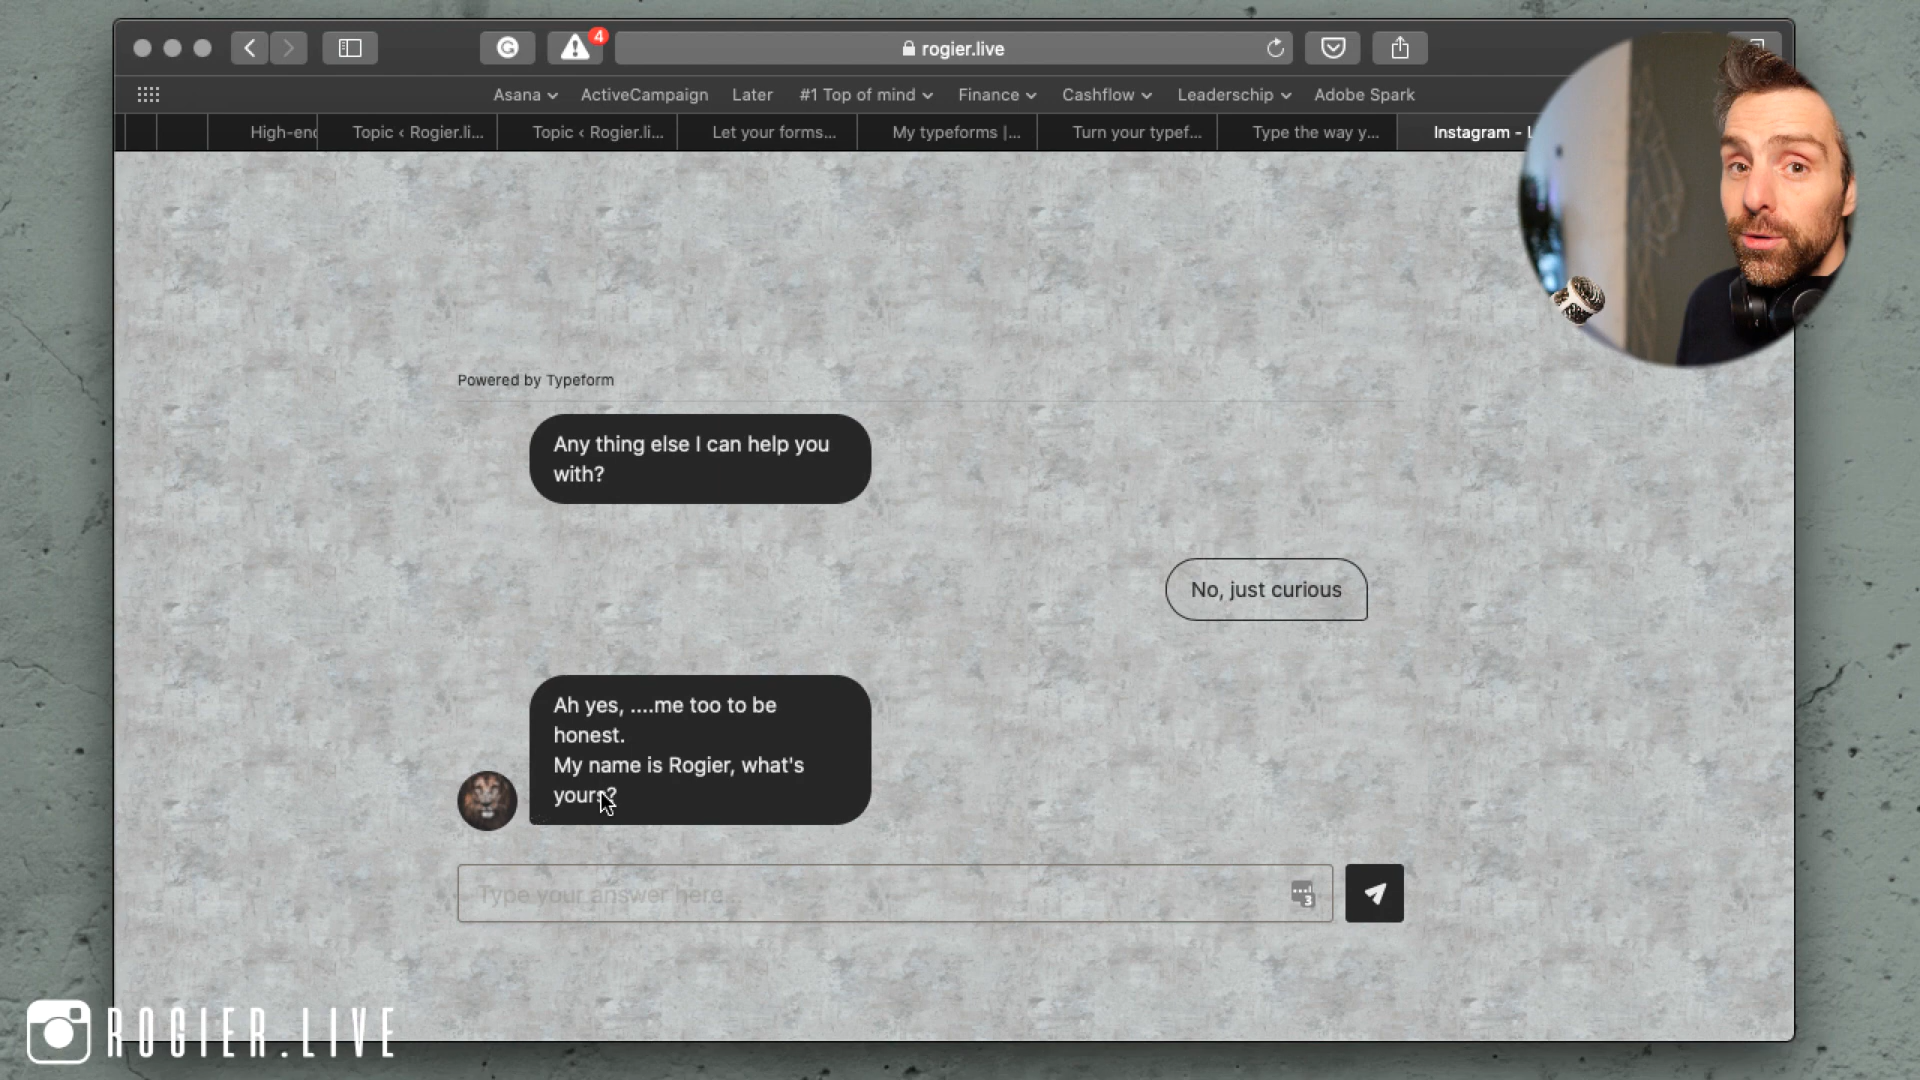 4
rogier.live
Asana
ActiveCampaign
Later
#1 Top of mind
Finance
Cashflow
Leaderschip
Adobe Spark
High-end
Topic ‹ Rogier.li...
Topic ‹ Rogier.li...
Let your forms...
My typeforms |...
Turn your typef...
Type the way y...
Instagram - L
Powered by Typeform
Any thing else I can help you
with?
No, just curious
Ah yes, ....me too to be
honest.
My name is Rogier, what's
yours?
Type your answer here...
3
ROGIER.LIVE